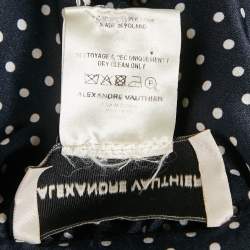 MADE IN POLAND
NETTOYAGE A SEC UNIQUEMENT
DRY CLEAN ONLY
ALEXANDRE VAUTHIER
ALEXANDRE VAUTHIER